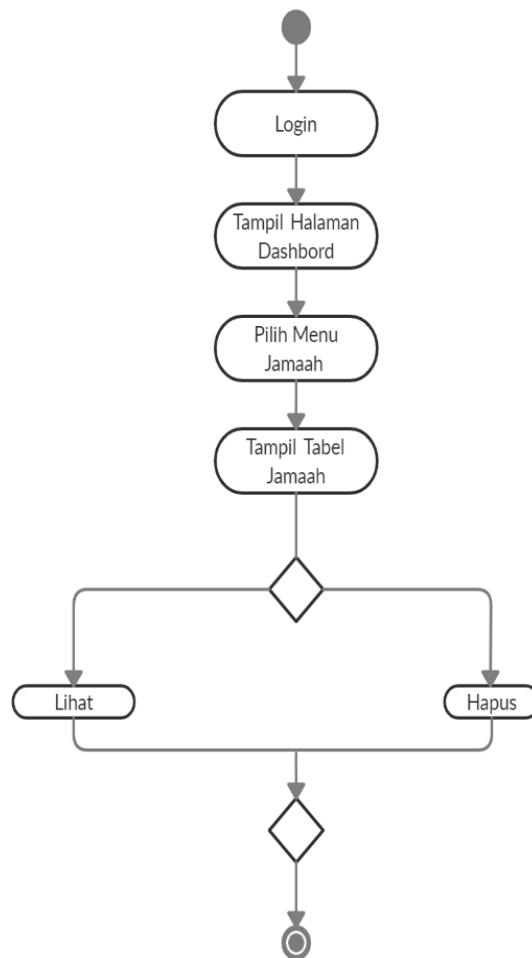 Login
Tampil Halaman
Dashbord
Pilih Menu
Jamaah
Tampil Tabel
Jamaah
Lihat
Hapus